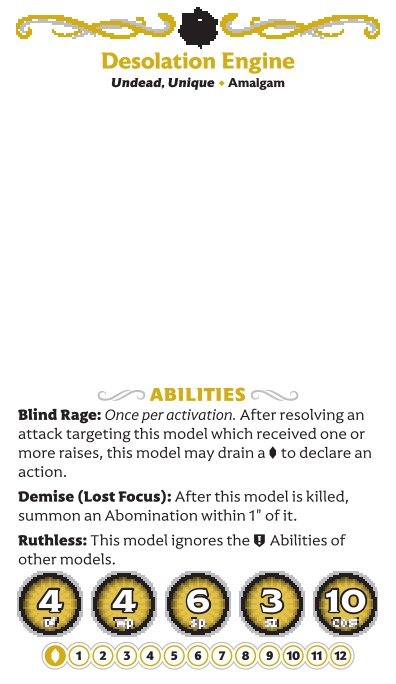 Desolation Engine
Undead, Unique • Amalgam
ABILITIES
Blind Rage: Once per activation. After resolving an
attack targeting this model which received one or
more raises, this model may drain a to declare an
action.
Demise (Lost Focus): After this model is killed,
summon an Abomination within 1" of it.
Ruthless: This model ignores the Abilities of
other models.
4 4 6 3 10
Df Wp Sp Sz Cost
1 2 3 4 5 6 7 8 9 10 11 12